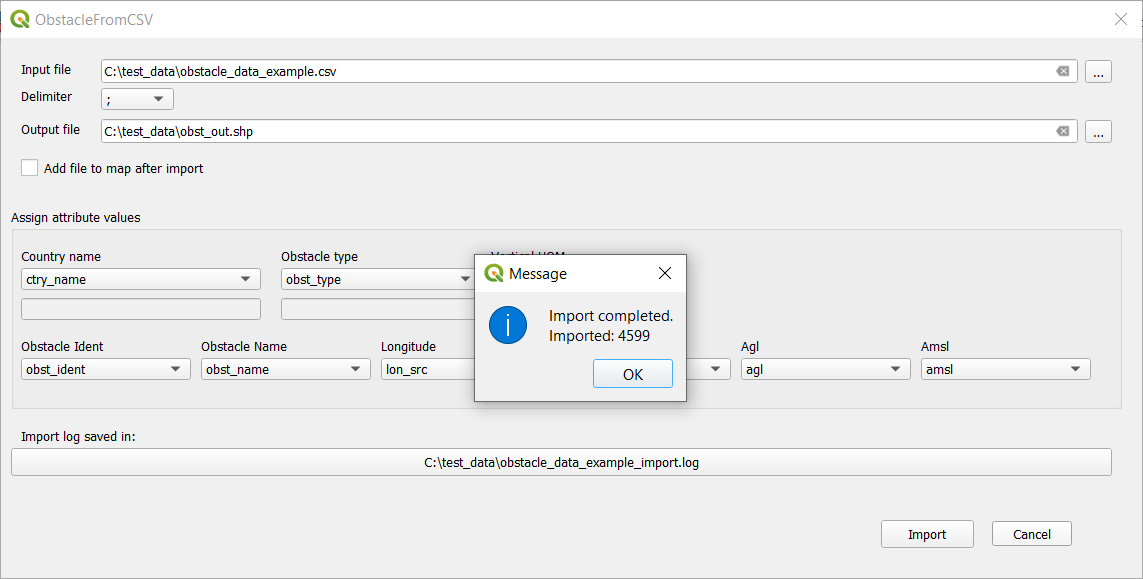 ObstacleFromCSV
Input file
C:\test_data\obstacle_data_example.csv
...
Delimiter
;
Output file
C:\test_data\obst_out.shp
...
Add file to map after import
Assign attribute values
Country name
Obstacle type
Vertical UOM
ctry_name
obst_type
Message
Import completed.
Imported: 4599
OK
Obstacle Ident
Obstacle Name
Longitude
Agl
Amsl
obst_ident
obst_name
lon_src
agl
amsl
Import log saved in:
C:\test_data\obstacle_data_example_import.log
Import
Cancel